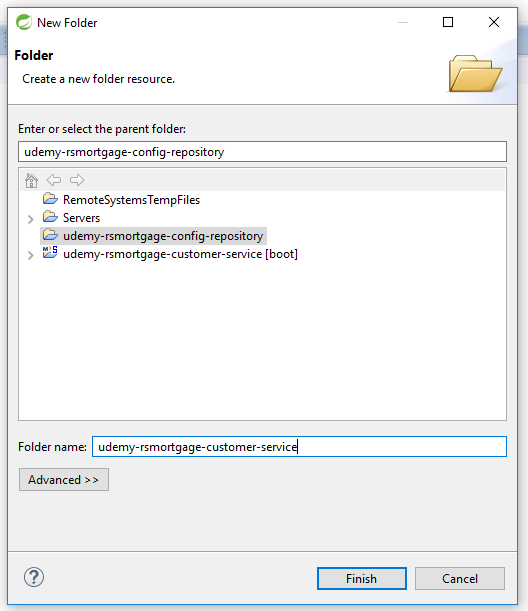 New Folder
Folder
Create a new folder resource.
Enter or select the parent folder:
udemy-rsmortgage-config-repository
RemoteSystemsTempFiles
Servers
udemy-rsmortgage-config-repository
udemy-rsmortgage-customer-service [boot]
Folder name: udemy-rsmortgage-customer-service
Advanced >>
? Finish Cancel